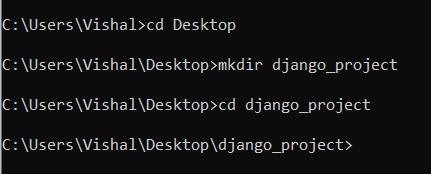 C:\Users\Vishal>cd Desktop
C:\Users\Vishal\Desktop>mkdir django_project
C:\Users\Vishal\Desktop>cd django_project
C:\Users\Vishal\Desktop\django_project>